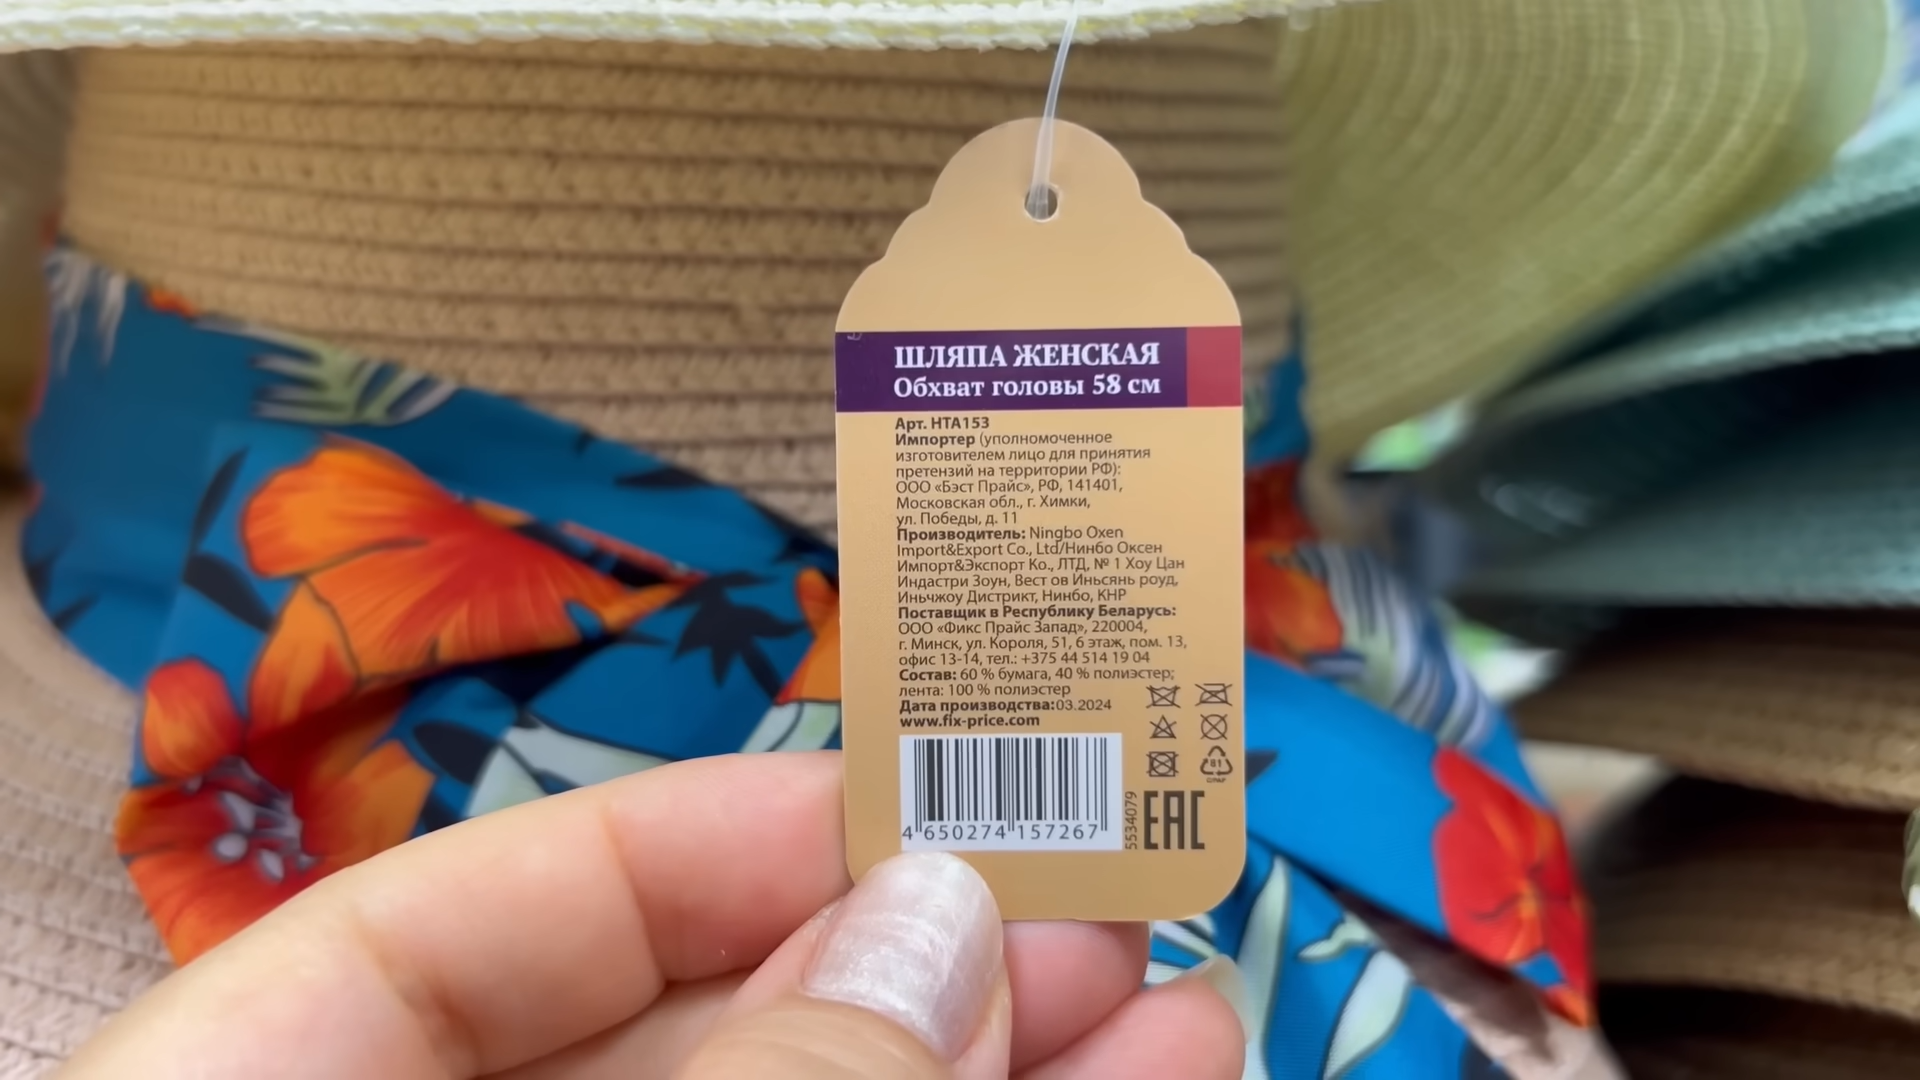 ШЛЯПА ЖЕНСКАЯ
Обхват головы 58 см
Арт. HTA153
Импортер (уполномоченное
изготовителем лицо для принятия
претензий на территории РФ):
ООО «Бэст Прайс», РФ, 141401,
Московская обл., г. Химки,
ул. Победы, д. 11
Производитель: Ningbo Oxen
Import&Export Co., Ltd/Нинбо Оксен
Импорт&Экспорт Ко., ЛТД, № 1 Хоу Цан
Индастри Зоун, Вест ов Иньсянь роуд,
Иньчжоу Дистрикт, Нинбо, КНР
Поставщик в Республику Беларусь:
ООО «Фикс Прайс Запад», 220004,
г. Минск, ул. Короля, 51, 6 этаж, пом. 13,
офис 13-14, тел.: +375 44 514 19 04
Состав: 60 % бумага, 40 % полиэстер;
лента: 100 % полиэстер
Дата производства:03.2024
www.fix-price.com
81
C/PAP
4 650274 157267
5534079
EAC